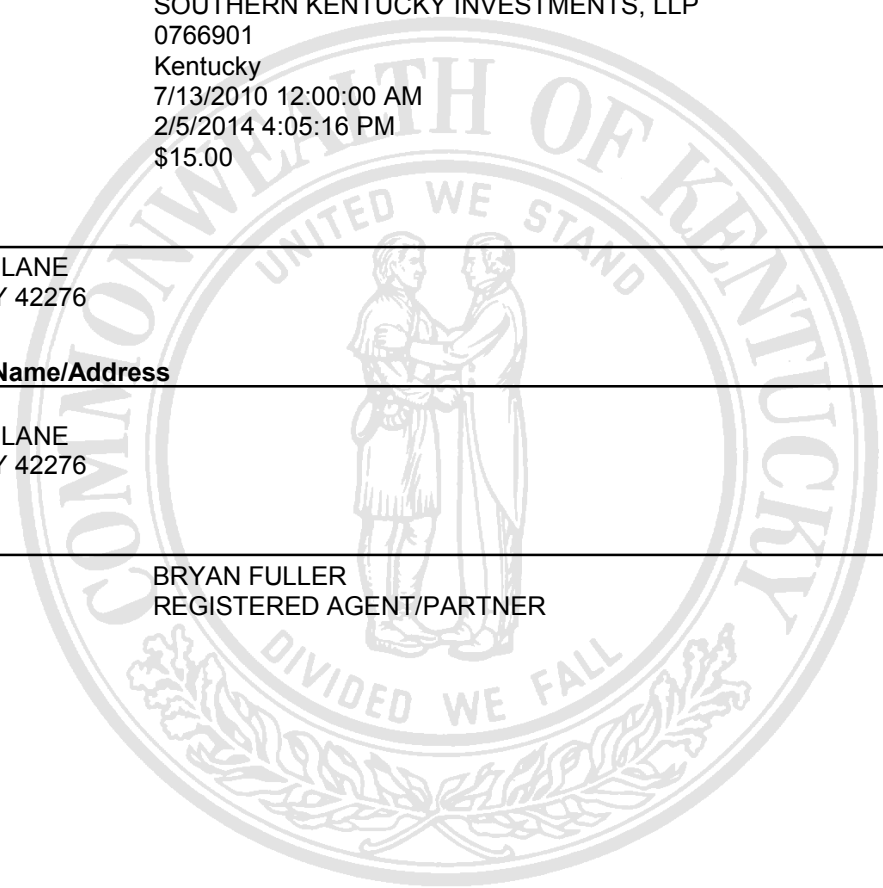 SOUTHERN KENTUCKY INVESTMENTS, LLP
0766901
Kentucky
7/13/2010 12:00:00 AM
2/5/2014 4:05:16 PM
$15.00
LANE
42276
Name/Address
LANE
42276
BRYAN FULLER
REGISTERED AGENT/PARTNER
COMMONWEALTH OF KENTUCKY
UNITED WE STAND
DIVIDED WE FALL